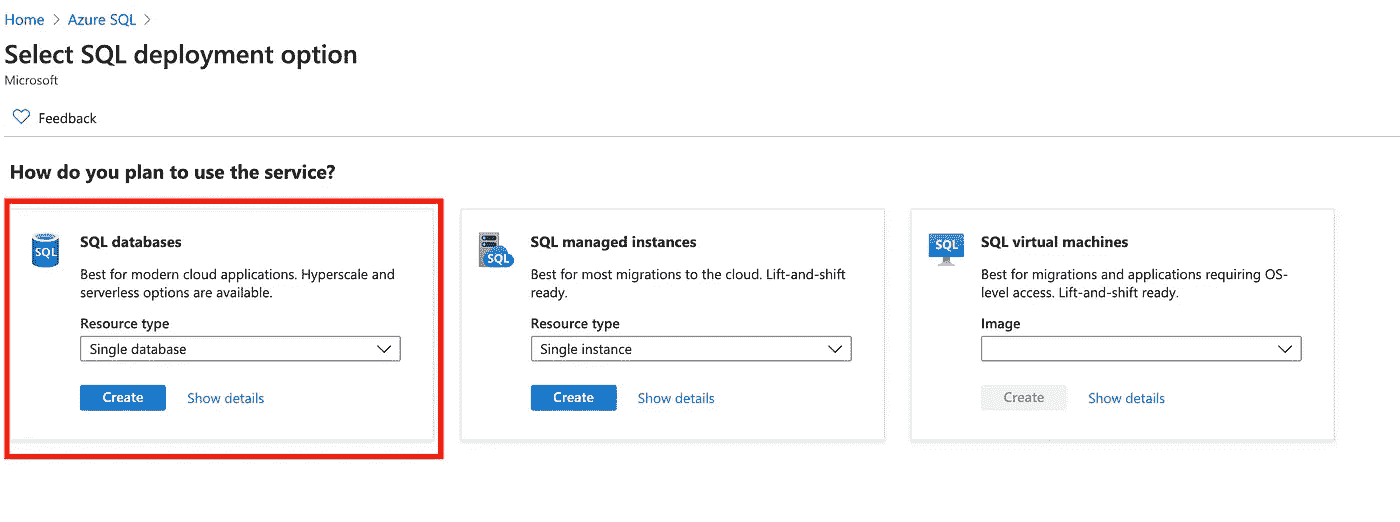 Home > Azure SQL >
Select SQL deployment option
Microsoft
Feedback
How do you plan to use the service?
SQL
SQL databases
Best for modern cloud applications. Hyperscale and
serverless options are available.
Resource type
Single database
Create Show details
SQL
SQL managed instances
Best for most migrations to the cloud. Lift-and-shift
ready.
Resource type
Single instance
Create Show details
SQL
SQL virtual machines
Best for migrations and applications requiring OS-
level access. Lift-and-shift ready.
Image
Create Show details